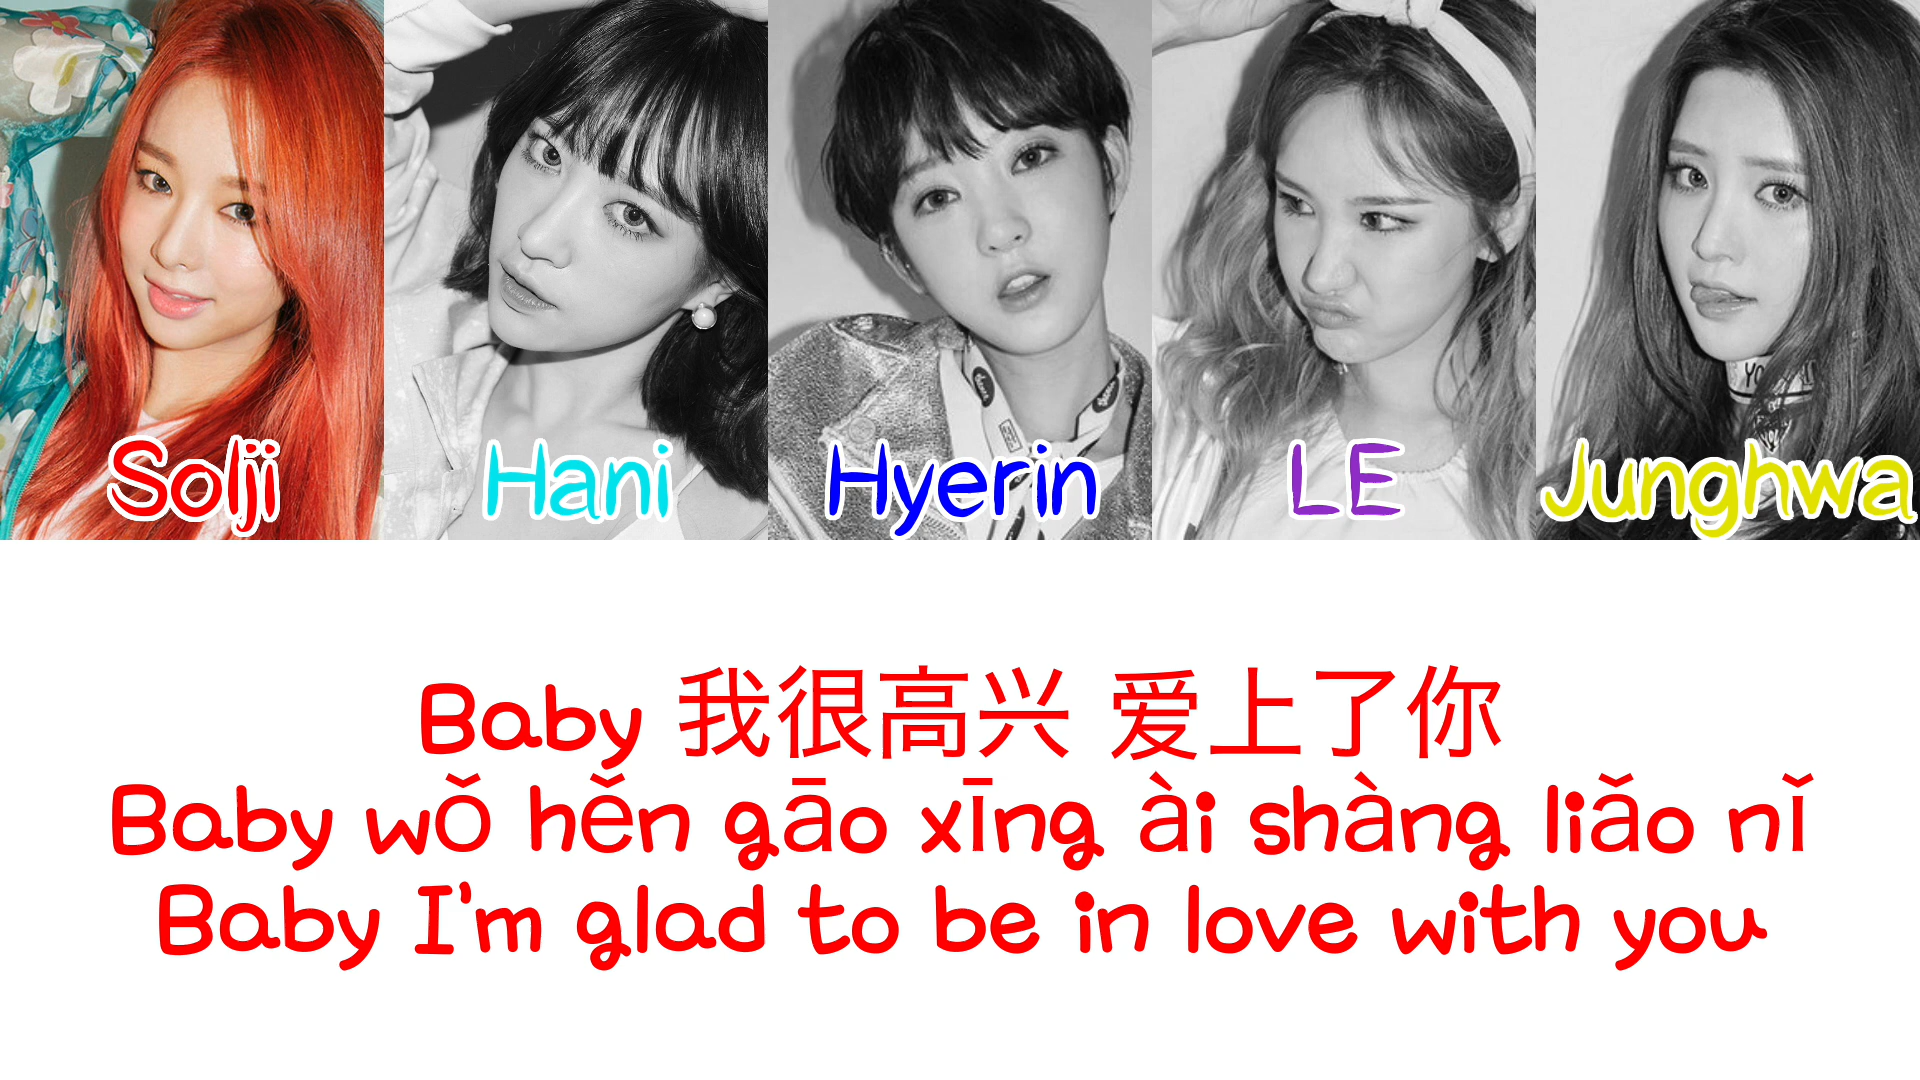 Solji Hani Hyerin LE Junghwa
Baby 我很高兴 爱上了你
Baby wǒ hěn gāo xīng ài shàng liǎo nǐ
Baby I'm glad to be in love with you